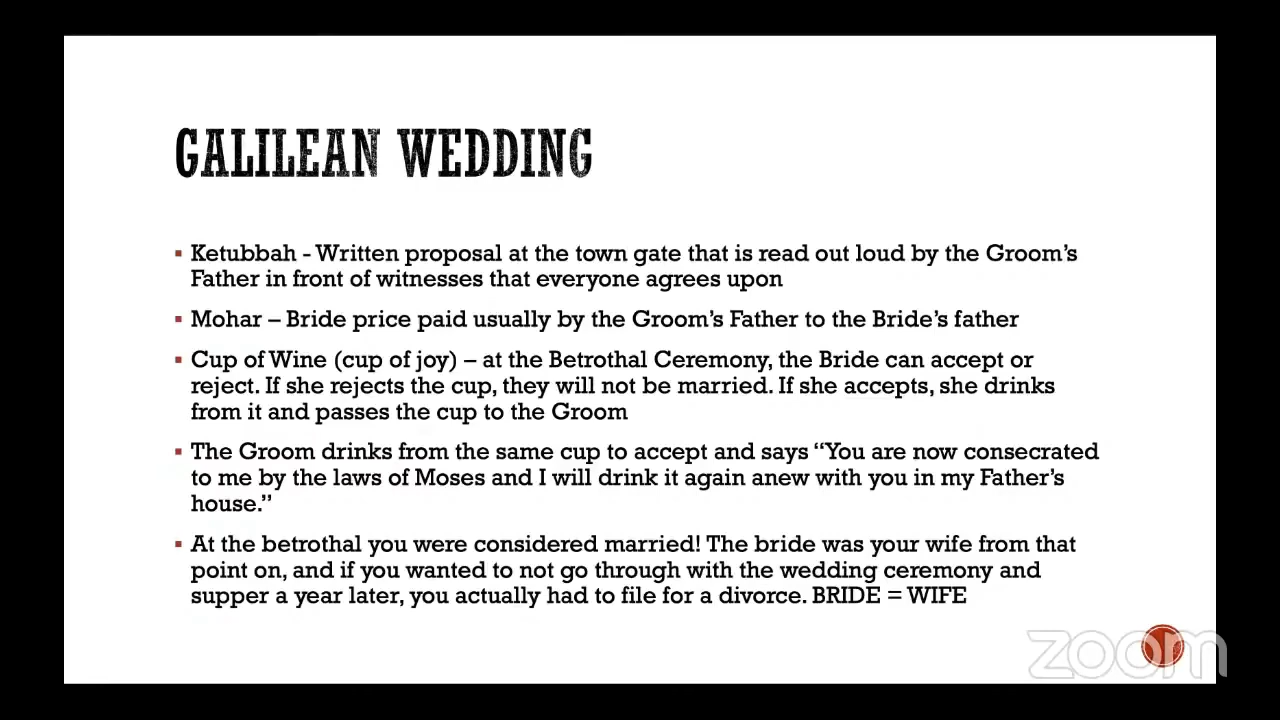 GALILEAN WEDDING
▪ Ketubbah - Written proposal at the town gate that is read out loud by the Groom's
Father in front of witnesses that everyone agrees upon
▪ Mohar – Bride price paid usually by the Groom's Father to the Bride's father
▪ Cup of Wine (cup of joy) – at the Betrothal Ceremony, the Bride can accept or
reject. If she rejects the cup, they will not be married. If she accepts, she drinks
from it and passes the cup to the Groom
▪ The Groom drinks from the same cup to accept and says “You are now consecrated
to me by the laws of Moses and I will drink it again anew with you in my Father's
house.”
▪ At the betrothal you were considered married! The bride was your wife from that
point on, and if you wanted to not go through with the wedding ceremony and
supper a year later, you actually had to file for a divorce. BRIDE = WIFE
zoom